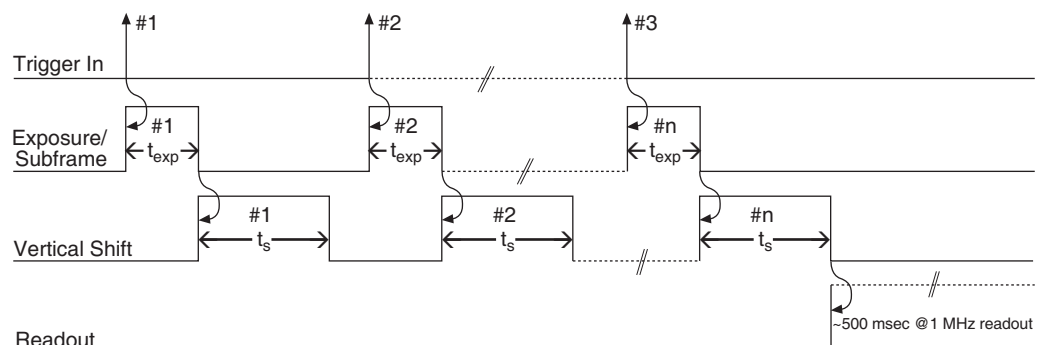 #1 #2 #3
Trigger In
#1 #2 #n
Exposure/
Subframe
texp texp texp
#1 #2 #n
ts ts ts
Vertical Shift
~500 msec @1 MHz readout
Readout